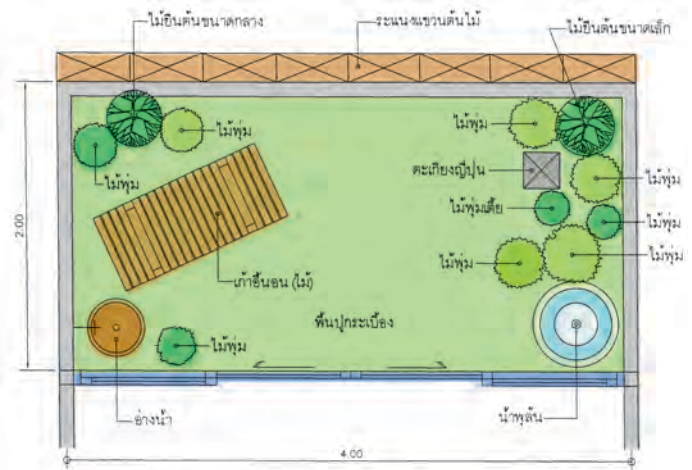 ไม้ยืนต้นขนาดกลาง
ระแนงแขวนต้นไม้
ไม้ยืนต้นขนาดเล็ก
ไม้พุ่ม
ไม้พุ่ม
ไม้พุ่ม
ตะเกียงญี่ปุ่น
ไม้พุ่ม
ไม้พุ่มเตี้ย
ไม้พุ่ม
2.00
ไม้พุ่ม
ไม้พุ่ม
เก้าอี้นอน (ไม้)
พื้นปูกระเบื้อง
ไม้พุ่ม
อ่างน้ำ
น้ำพุล้น
4.00